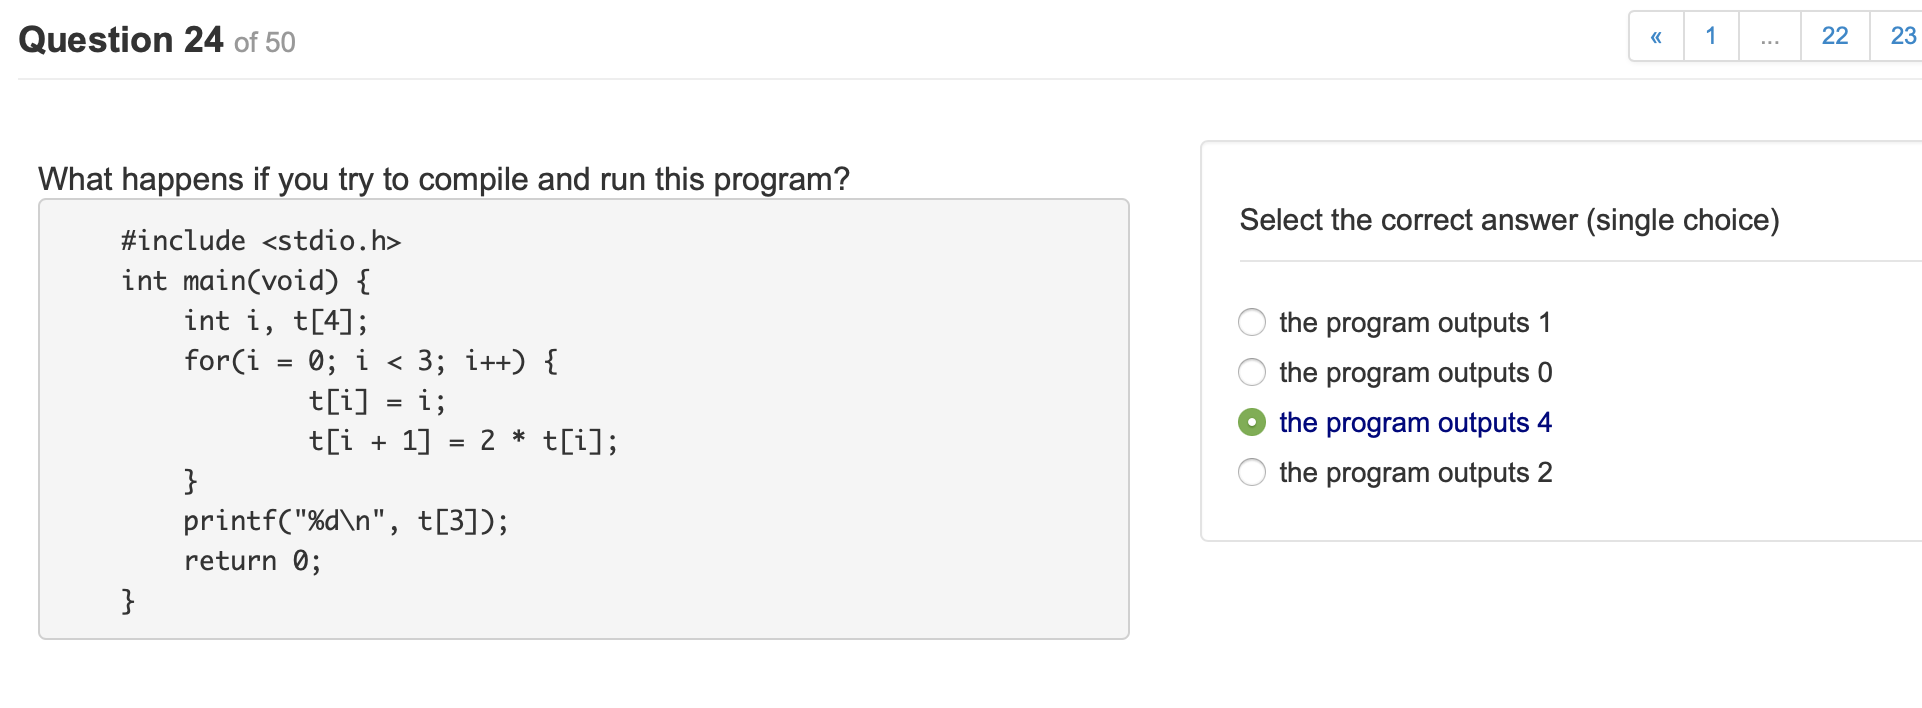 Question 24 of 50
« 1 ... 22 23
What happens if you try to compile and run this program?
#include <stdio.h>
int main(void) {
    int i, t[4];
    for(i = 0; i < 3; i++) {
            t[i] = i;
            t[i + 1] = 2 * t[i];
    }
    printf("%d\n", t[3]);
    return 0;
}
Select the correct answer (single choice)
the program outputs 1
the program outputs 0
the program outputs 4
the program outputs 2